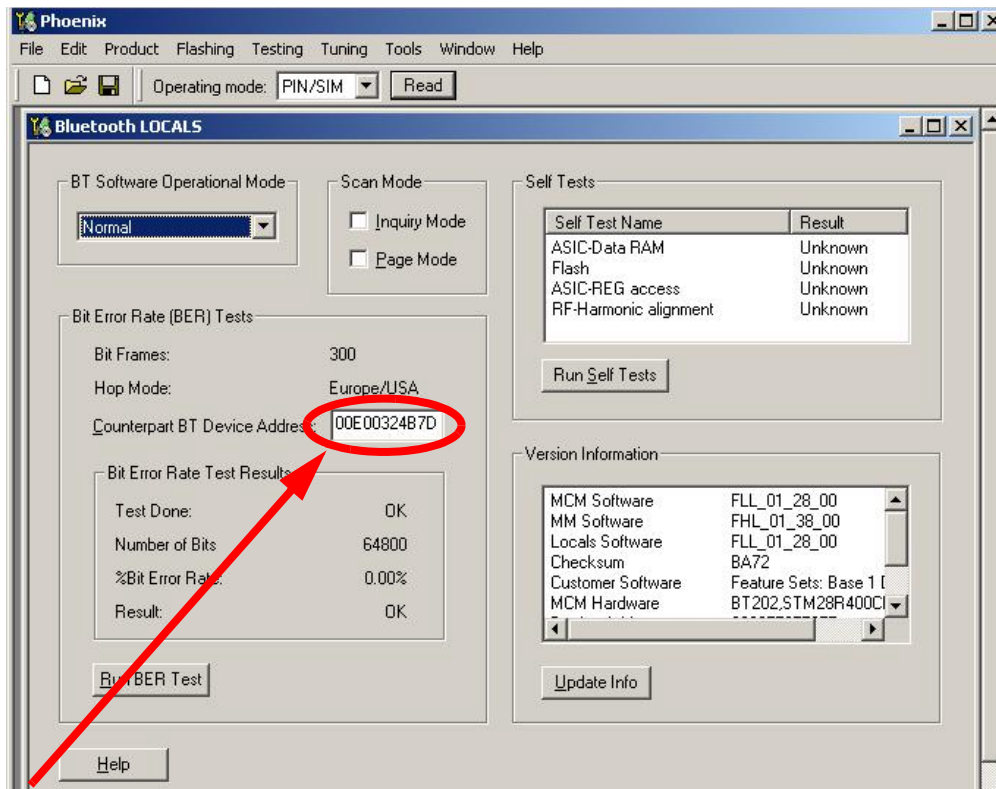 Phoenix
File Edit Product Flashing Testing Tuning Tools Window Help
Operating mode: PIN/SIM Read
Bluetooth LOCALS
BT Software Operational Mode
Normal
Scan Mode
Inquiry Mode
Page Mode
Self Tests
Self Test Name Result
ASIC-Data RAM Unknown
Flash Unknown
ASIC-REG access Unknown
RF-Harmonic alignment Unknown
Run Self Tests
Bit Error Rate (BER) Tests
Bit Frames: 300
Hop Mode: Europe/USA
Counterpart BT Device Address: 00E00324B7D
Bit Error Rate Test Results
Test Done: OK
Number of Bits 64800
%Bit Error Rate: 0.00%
Result: OK
Run BER Test
Version Information
MCM Software FLL_01_28_00
MM Software FHL_01_38_00
Locals Software FLL_01_28_00
Checksum BA72
Customer Software Feature Sets: Base 1
MCM Hardware BT202,STM28R400C
Update Info
Help